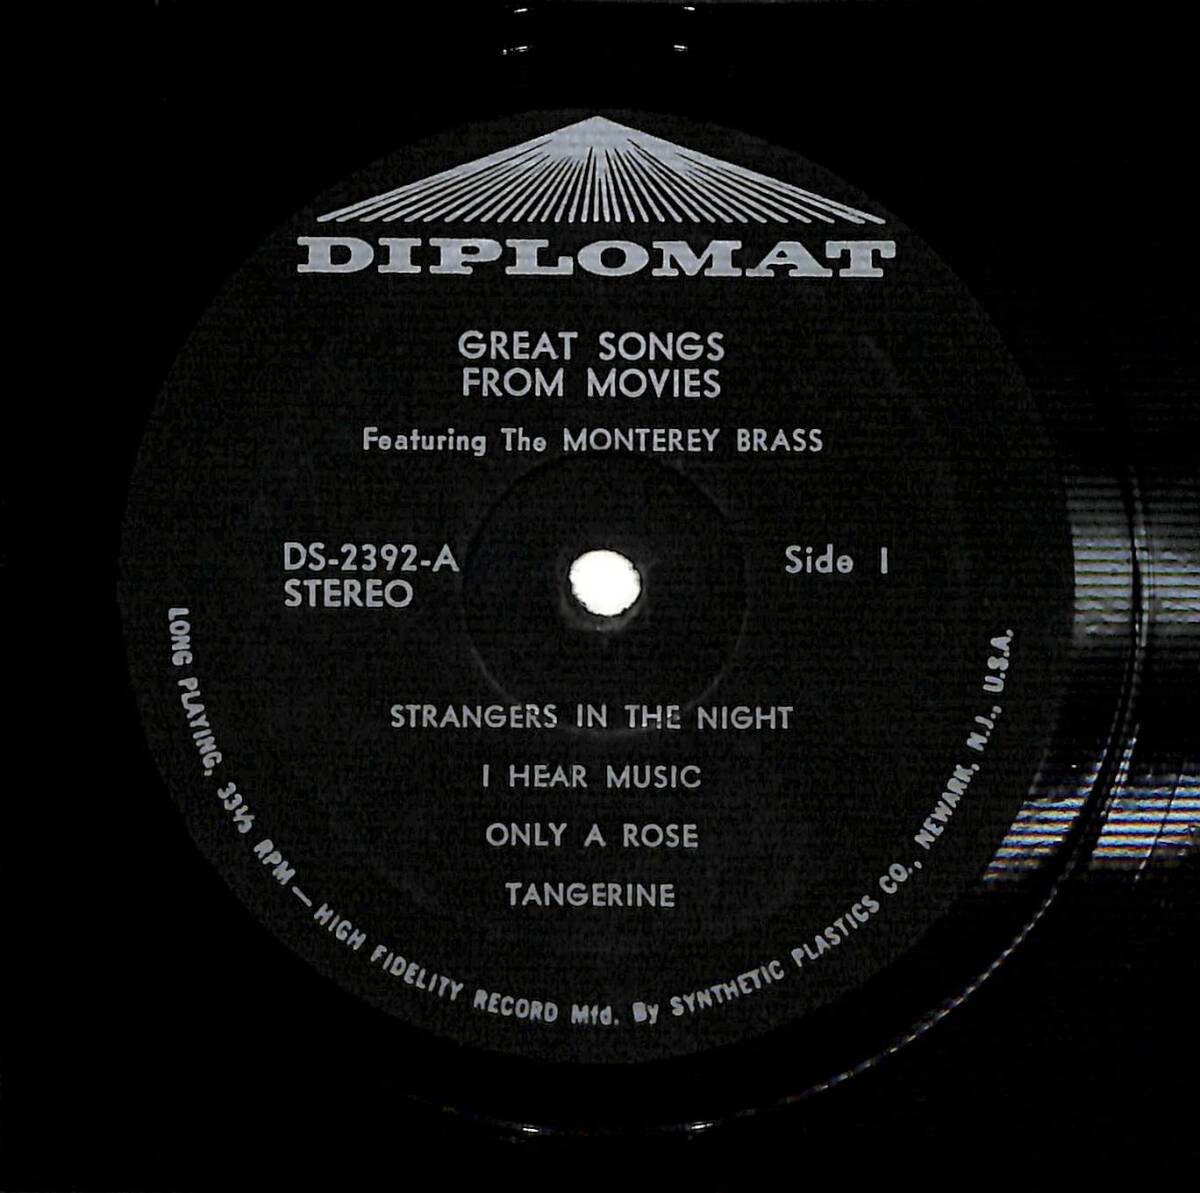 DIPLOMAT
GREAT SONGS
FROM MOVIES
Featuring The MONTEREY BRASS
DS-2392-A
STEREO
Side 1
STRANGERS IN THE NIGHT
I HEAR MUSIC
ONLY A ROSE
TANGERINE
LONG PLAYING, 33⅓ RPM — HIGH FIDELITY RECORD Mfd. By SYNTHETIC PLASTICS CO., NEWARK, N.J., U.S.A.